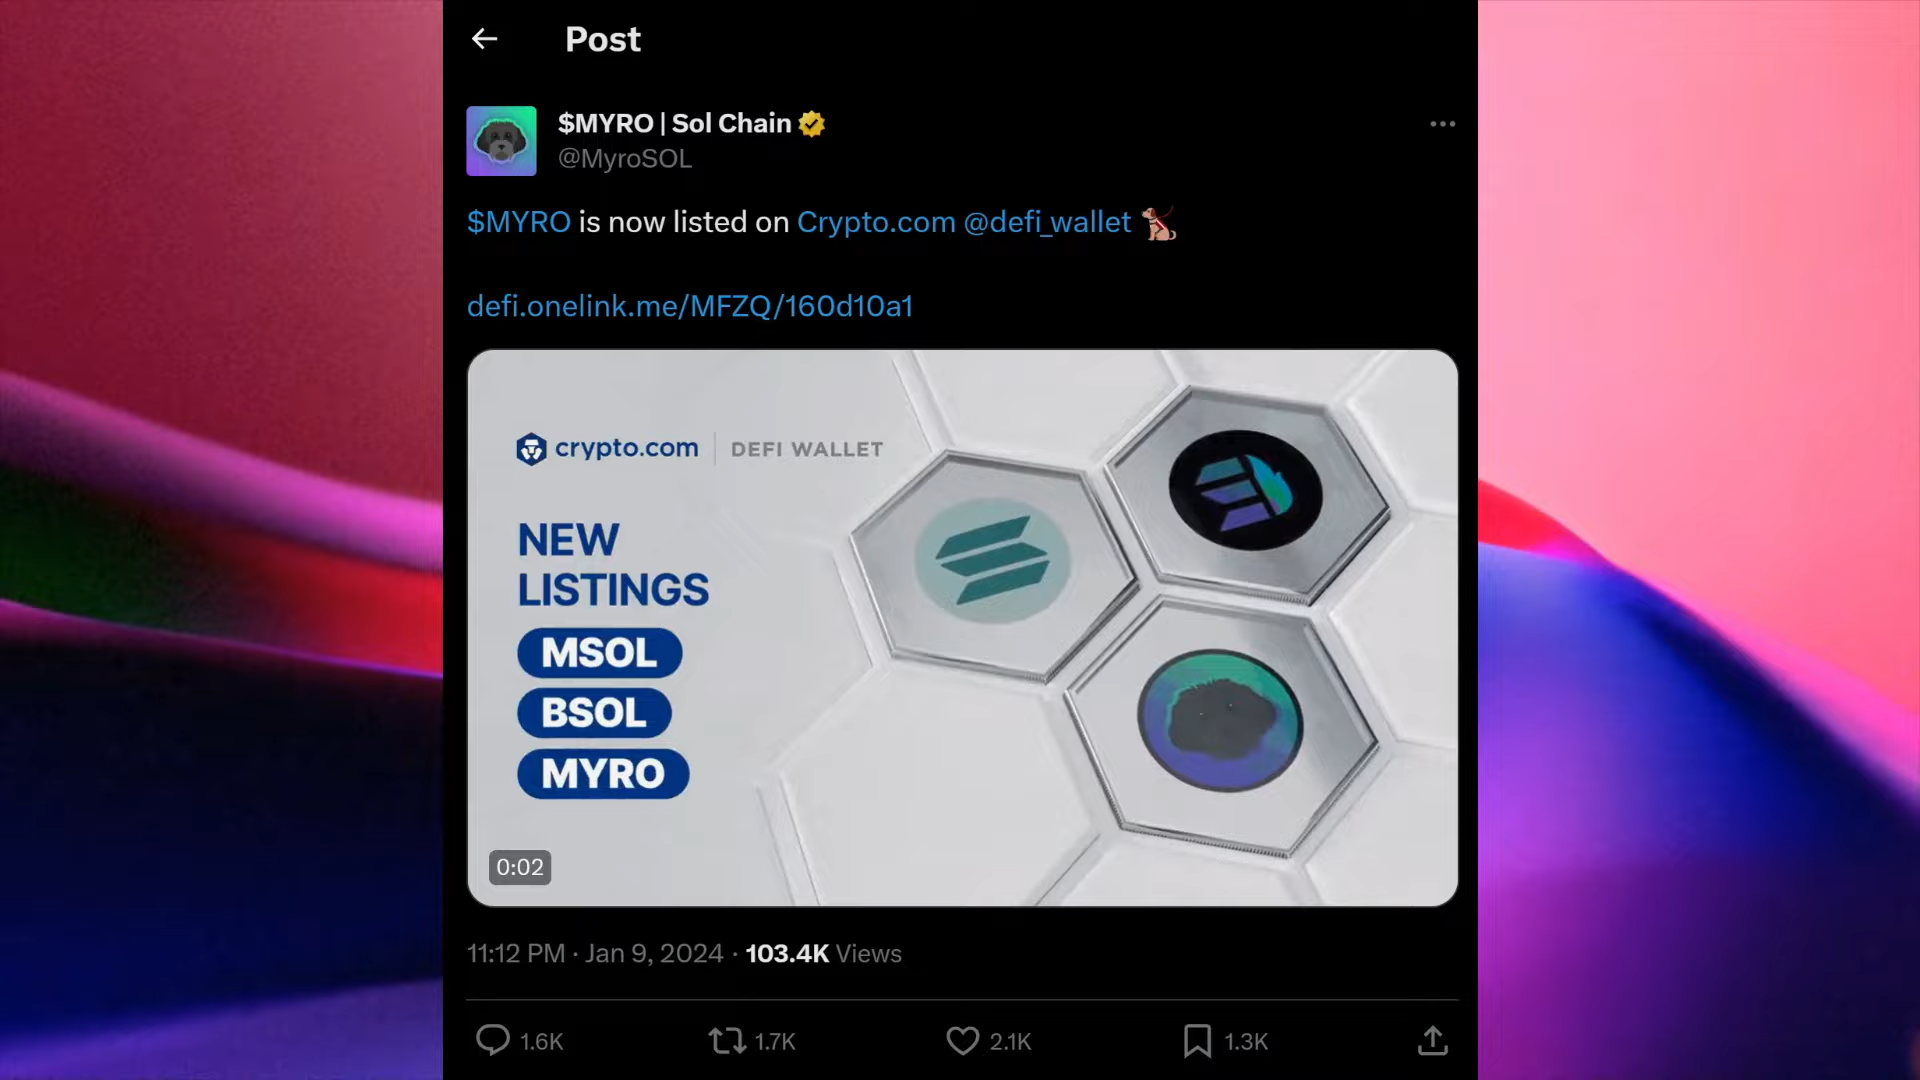 Post
$MYRO | Sol Chain
@MyroSOL
$MYRO is now listed on Crypto.com @defi_wallet
defi.onelink.me/MFZQ/160d10a1
crypto.com | DEFI WALLET
NEW
LISTINGS
MSOL
BSOL
MYRO
0:02
11:12 PM · Jan 9, 2024 · 103.4K Views
1.6K 1.7K 2.1K 1.3K